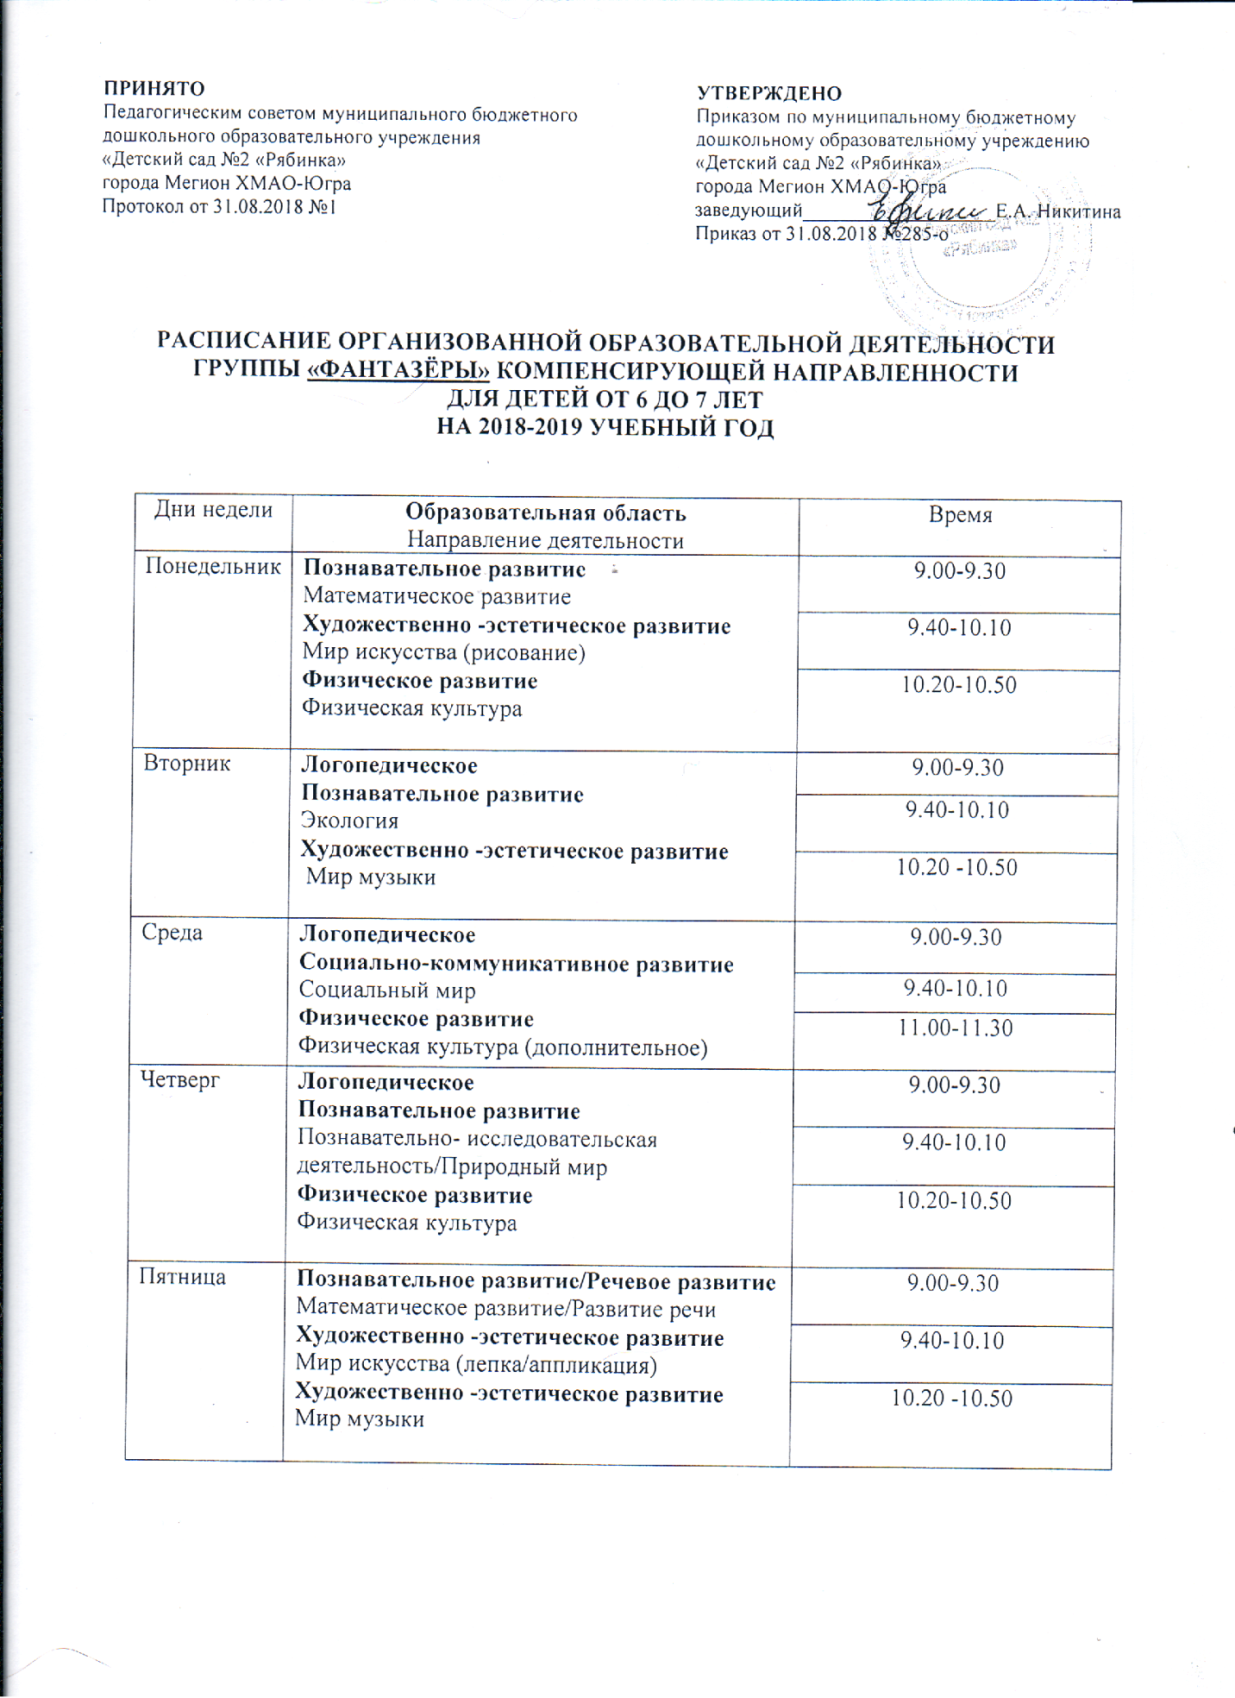 ПРИНЯТО
Педагогическим советом муниципального бюджетного
дошкольного образовательного учреждения
«Детский сад №2 «Рябинка»
города Мегион ХМАО-Югра
Протокол от 31.08.2018 №1
УТВЕРЖДЕНО
Приказом по муниципальному бюджетному
дошкольному образовательному учреждению
«Детский сад №2 «Рябинка»
города Мегион ХМАО-Югра
заведующий Е.А. Никитина
Приказ от 31.08.2018 №285-о
«Рябинка»
РАСПИСАНИЕ ОРГАНИЗОВАННОЙ ОБРАЗОВАТЕЛЬНОЙ ДЕЯТЕЛЬНОСТИ
ГРУППЫ «ФАНТАЗЁРЫ» КОМПЕНСИРУЮЩЕЙ НАПРАВЛЕННОСТИ
ДЛЯ ДЕТЕЙ ОТ 6 ДО 7 ЛЕТ
НА 2018-2019 УЧЕБНЫЙ ГОД
Дни недели
Образовательная область
Направление деятельности
Время
Понедельник
Познавательное развитие
Математическое развитие
Художественно -эстетическое развитие
Мир искусства (рисование)
Физическое развитие
Физическая культура
9.00-9.30
9.40-10.10
10.20-10.50
Вторник
Логопедическое
Познавательное развитие
Экология
Художественно -эстетическое развитие
Мир музыки
9.00-9.30
9.40-10.10
10.20 -10.50
Среда
Логопедическое
Социально-коммуникативное развитие
Социальный мир
Физическое развитие
Физическая культура (дополнительное)
9.00-9.30
9.40-10.10
11.00-11.30
Четверг
Логопедическое
Познавательное развитие
Познавательно- исследовательская
деятельность/Природный мир
Физическое развитие
Физическая культура
9.00-9.30
9.40-10.10
10.20-10.50
Пятница
Познавательное развитие/Речевое развитие
Математическое развитие/Развитие речи
Художественно -эстетическое развитие
Мир искусства (лепка/аппликация)
Художественно -эстетическое развитие
Мир музыки
9.00-9.30
9.40-10.10
10.20 -10.50